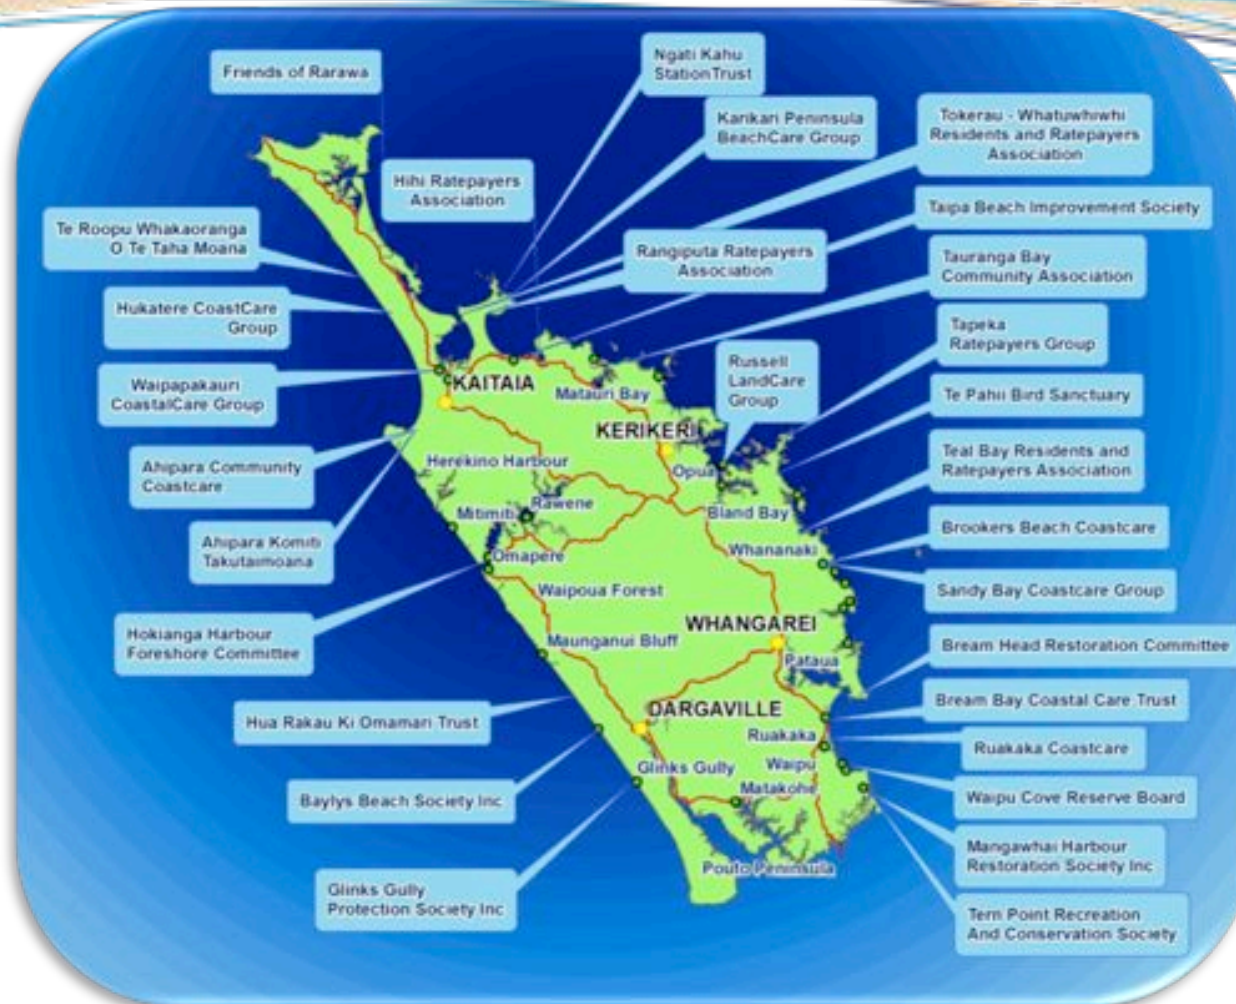 Friends of Rarawa
Ngati Kahu
StationTrust
Karikari Peninsula
BeachCare Group
Tokerau - Whatuwhiwhi
Residents and Ratepayers
Association
Hihi Ratepayers
Association
Taipa Beach Improvement Society
Te Roopu Whakaoranga
O Te Taha Moana
Rangiputa Ratepayers
Association
Tauranga Bay
Community Association
Hukatere CoastCare
Group
Tapeka
Ratepayers Group
Russell
LandCare
Group
Waipapakauri
CoastalCare Group
KAITAIA
Matauri Bay
Te Pahii Bird Sanctuary
KERIKERI
Ahipara Community
Coastcare
Herekino Harbour
Opua
Teal Bay Residents and
Ratepayers Association
Mitimiti
Rawene
Bland Bay
Brookers Beach Coastcare
Ahipara Komiti
Takutaimoana
Omapere
Whananaki
Waipoua Forest
Sandy Bay Coastcare Group
Hokianga Harbour
Foreshore Committee
Maunganui Bluff
WHANGAREI
Pataua
Bream Head Restoration Committee
Hua Rakau Ki Omamari Trust
DARGAVILLE
Bream Bay Coastal Care Trust
Ruakaka
Ruakaka Coastcare
Glinks Gully
Waipu
Baylys Beach Society Inc
Matakohe
Waipu Cove Reserve Board
Mangawhai Harbour
Restoration Society Inc
Pouto Peninsula
Glinks Gully
Protection Society Inc
Tern Point Recreation
And Conservation Society